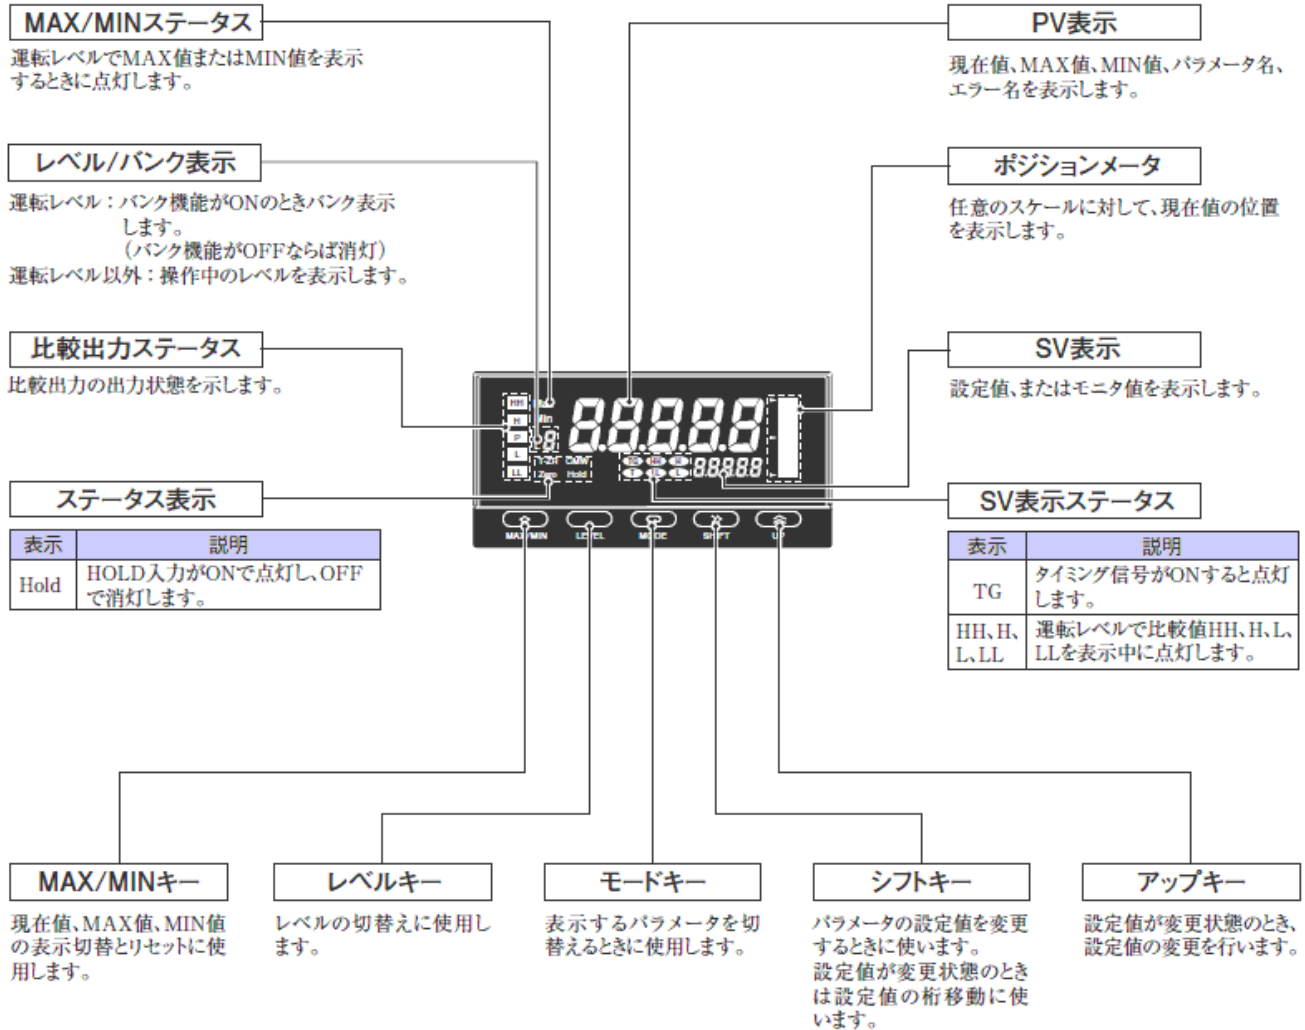 MAX/MINステータス
運転レベルでMAX値またはMIN値を表示
するときに点灯します。
レベル/バンク表示
運転レベル：バンク機能がONのときバンク表示
します。
（バンク機能がOFFならば消灯）
運転レベル以外：操作中のレベルを表示します。
比較出力ステータス
比較出力の出力状態を示します。
ステータス表示
表示 説明
Hold HOLD入力がONで点灯し、OFF
で消灯します。
PV表示
現在値、MAX値、MIN値、パラメータ名、
エラー名を表示します。
ポジションメータ
任意のスケールに対して、現在値の位置
を表示します。
SV表示
設定値、またはモニタ値を表示します。
SV表示ステータス
表示 説明
TG タイミング信号がONすると点灯
します。
HH、H、 運転レベルで比較値HH、H、L、
L、LL LLを表示中に点灯します。
HH
H
P
L
LL
8.8.8.8.8
TG HH H
T LL L
8.8.8.8.8
Zero Hold
MAX/MIN LEVEL MODE SHIFT UP
MAX/MINキー
現在値、MAX値、MIN値
の表示切替とリセットに使
用します。
レベルキー
レベルの切替えに使用し
ます。
モードキー
表示するパラメータを切
替えるときに使用します。
シフトキー
パラメータの設定値を変更
するときに使います。
設定値が変更状態のとき
は設定値の桁移動に使
います。
アップキー
設定値が変更状態のとき、
設定値の変更を行います。